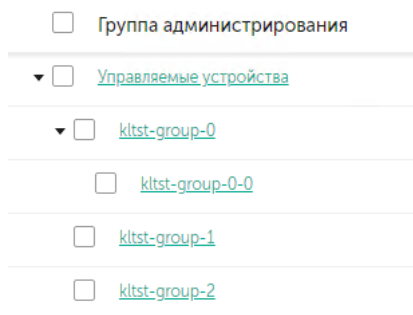 Группа администрирования
Управляемые устройства
kltst-group-0
kltst-group-0-0
kltst-group-1
kltst-group-2